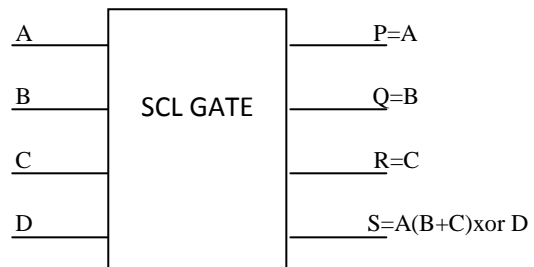 A P=A
B SCL GATE Q=B
C R=C
D S=A(B+C)xor D